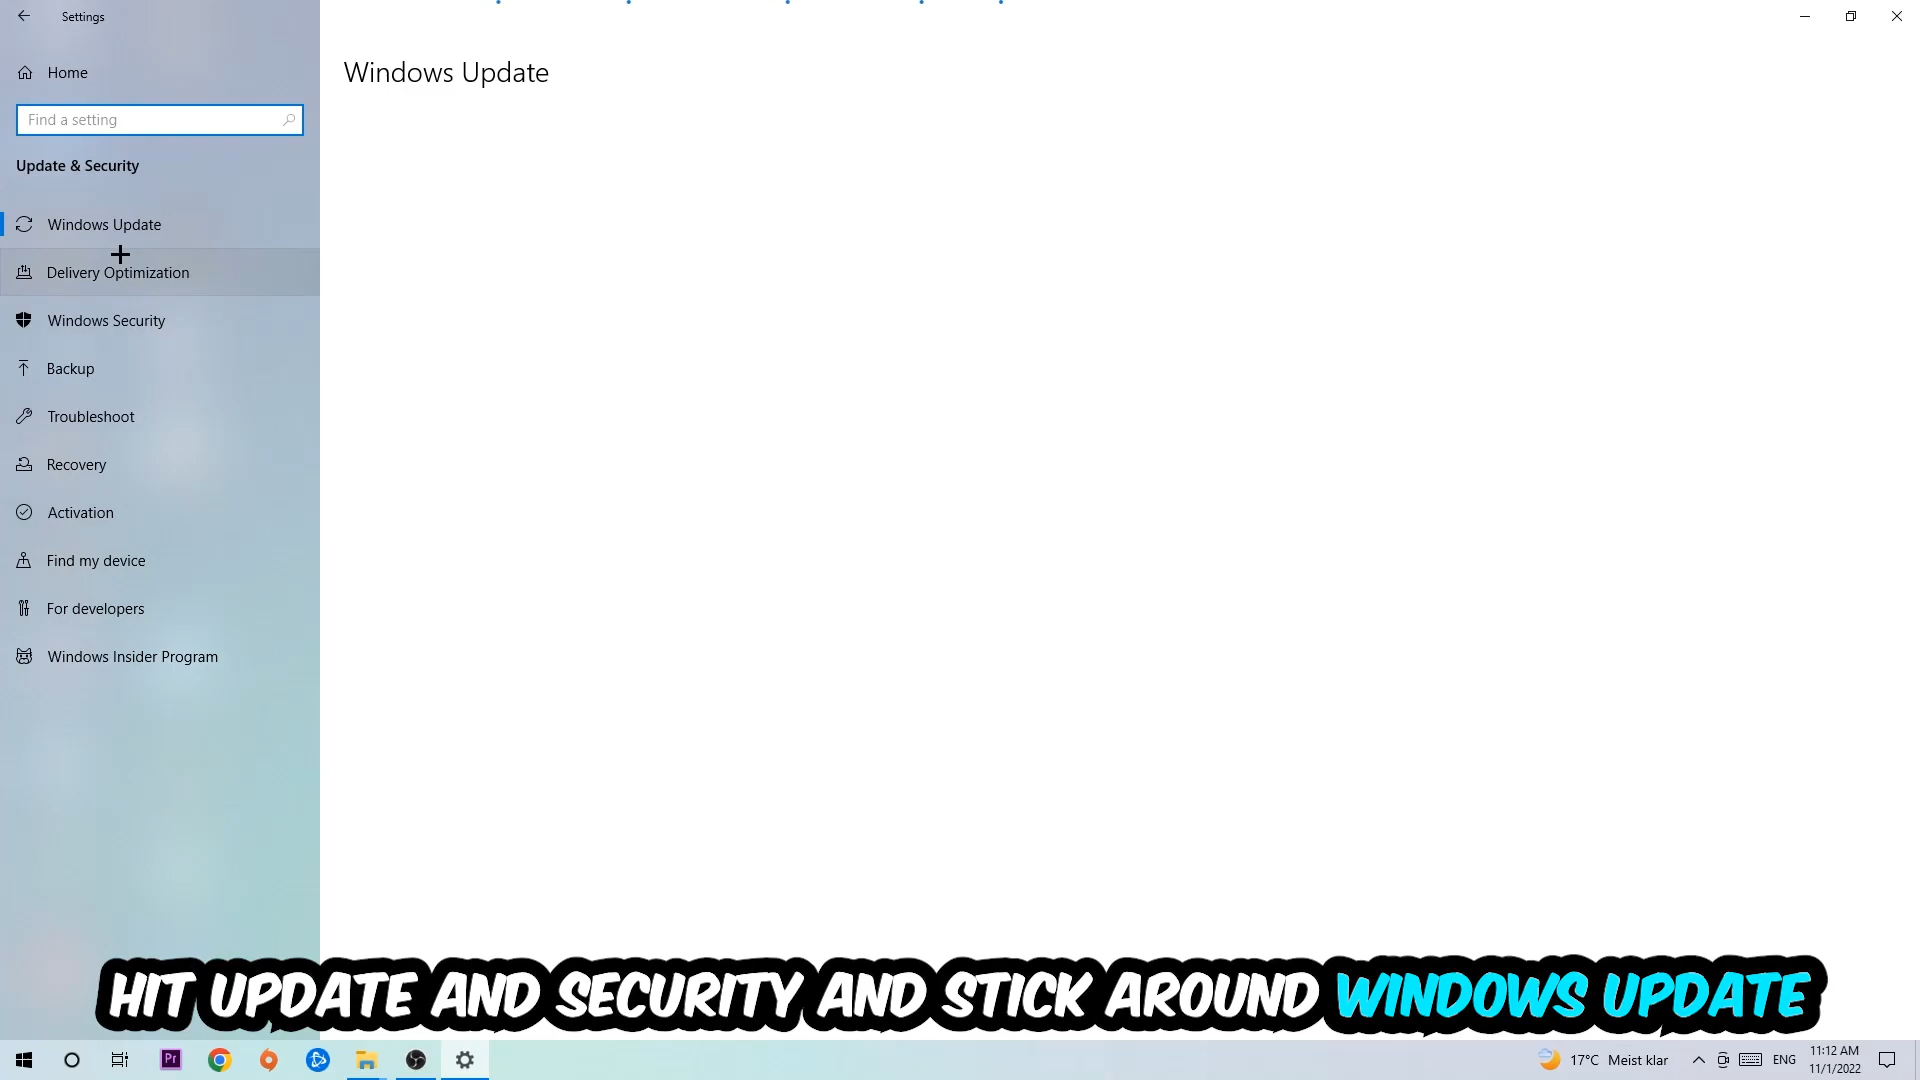 Settings
Home
Find a setting
Update & Security
Windows Update
Delivery Optimization
Windows Security
Backup
Troubleshoot
Recovery
Activation
Find my device
For developers
Windows Insider Program
Windows Update
HIT UPDATE AND SECURITY AND STICK AROUND WINDOWS UPDATE
Pr
17°C Meist klar
ENG
11:12 AM
11/1/2022